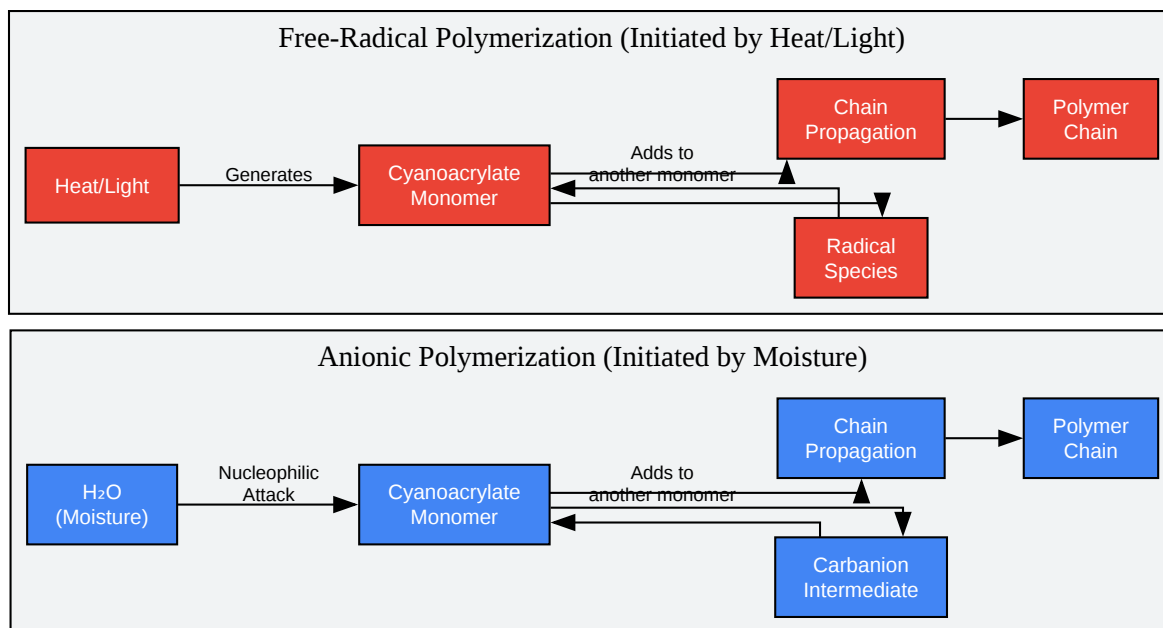 Free-Radical Polymerization (Initiated by Heat/Light)
Heat/Light
Generates
Cyanoacrylate
Monomer
Adds to
another monomer
Chain
Propagation
Polymer
Chain
Radical
Species
Anionic Polymerization (Initiated by Moisture)
H₂O
(Moisture)
Nucleophilic
Attack
Cyanoacrylate
Monomer
Adds to
another monomer
Chain
Propagation
Polymer
Chain
Carbanion
Intermediate